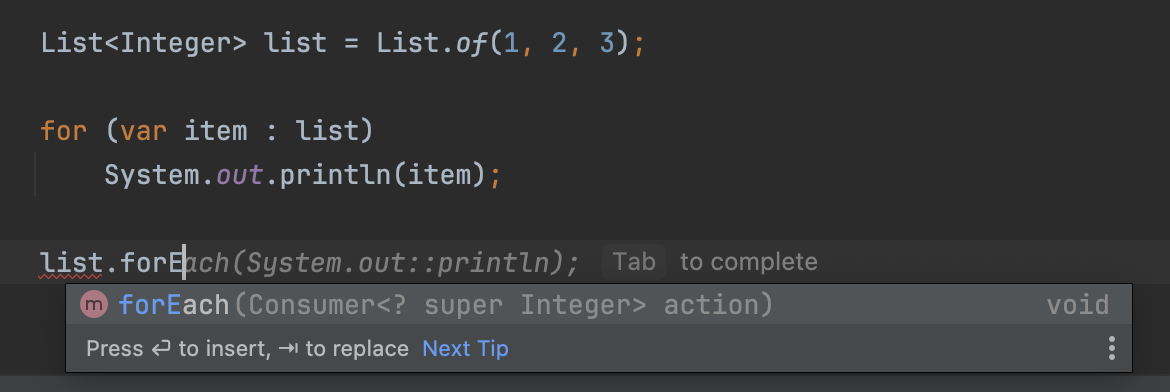 List<Integer> list = List.of(1, 2, 3);
for (var item : list)
System.out.println(item);
list.forEach(System.out::println); Tab to complete
m forEach(Consumer<? super Integer> action) void
Press ⏎ to insert, ⇥ to replace Next Tip